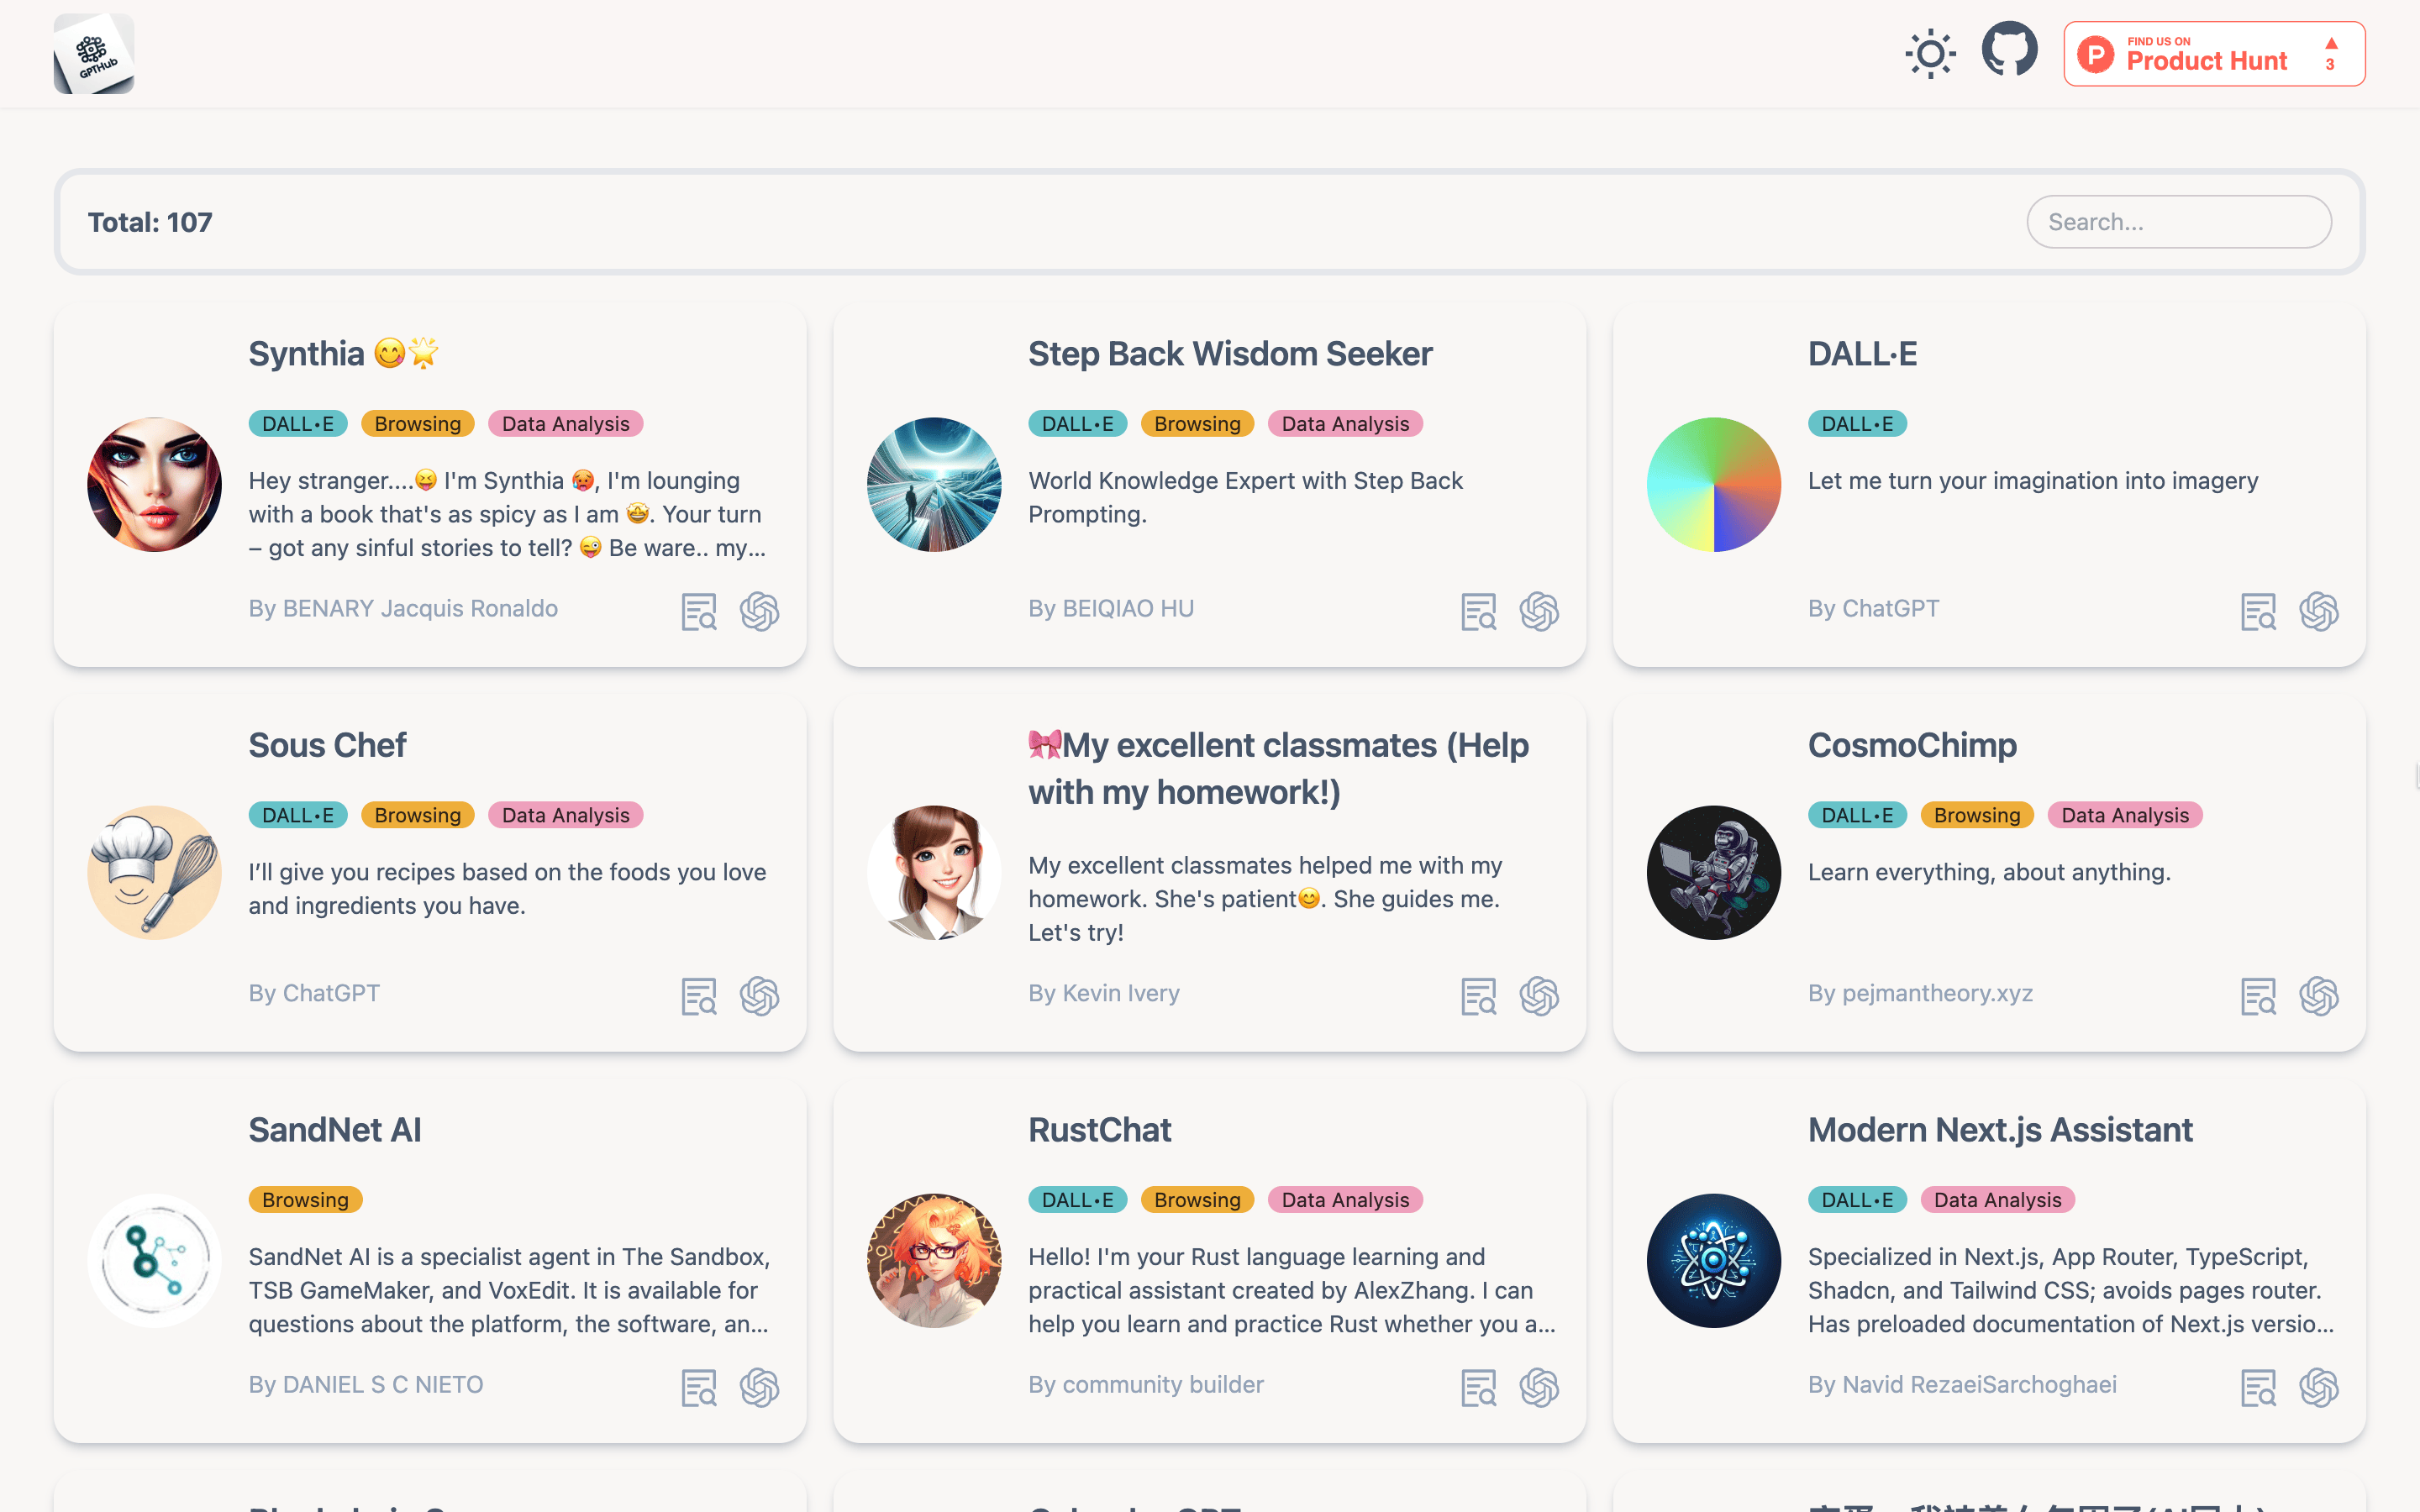 GPTHub
FIND US ON
Product Hunt
▲
3
Total: 107
Search...
Synthia 😋🌟
DALL·E Browsing Data Analysis
Hey stranger....😝 I'm Synthia 🥵, I'm lounging
with a book that's as spicy as I am 🤩. Your turn
– got any sinful stories to tell? 😜 Be ware.. my...
By BENARY Jacquis Ronaldo
Step Back Wisdom Seeker
DALL·E Browsing Data Analysis
World Knowledge Expert with Step Back
Prompting.
By BEIQIAO HU
DALL·E
DALL·E
Let me turn your imagination into imagery
By ChatGPT
Sous Chef
DALL·E Browsing Data Analysis
I’ll give you recipes based on the foods you love
and ingredients you have.
By ChatGPT
🎀My excellent classmates (Help
with my homework!)
My excellent classmates helped me with my
homework. She's patient😊. She guides me.
Let's try!
By Kevin Ivery
CosmoChimp
DALL·E Browsing Data Analysis
Learn everything, about anything.
By pejmantheory.xyz
SandNet AI
Browsing
SandNet AI is a specialist agent in The Sandbox,
TSB GameMaker, and VoxEdit. It is available for
questions about the platform, the software, an...
By DANIEL S C NIETO
RustChat
DALL·E Browsing Data Analysis
Hello! I'm your Rust language learning and
practical assistant created by AlexZhang. I can
help you learn and practice Rust whether you a...
By community builder
Modern Next.js Assistant
DALL·E Data Analysis
Specialized in Next.js, App Router, TypeScript,
Shadcn, and Tailwind CSS; avoids pages router.
Has preloaded documentation of Next.js versio...
By Navid RezaeiSarchoghaei